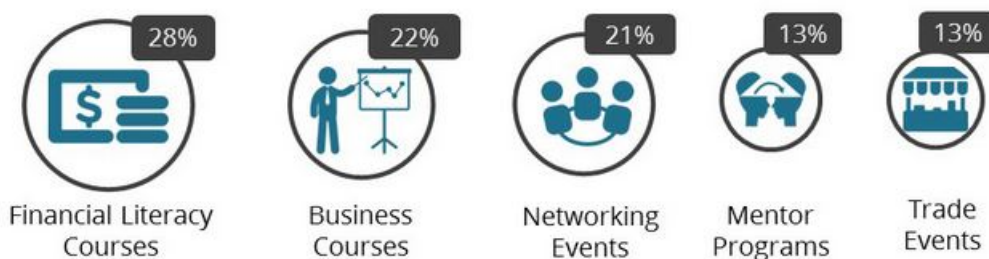 28%
22%
21%
13%
13%
$
Financial Literacy
Courses
Business
Courses
Networking
Events
Mentor
Programs
Trade
Events